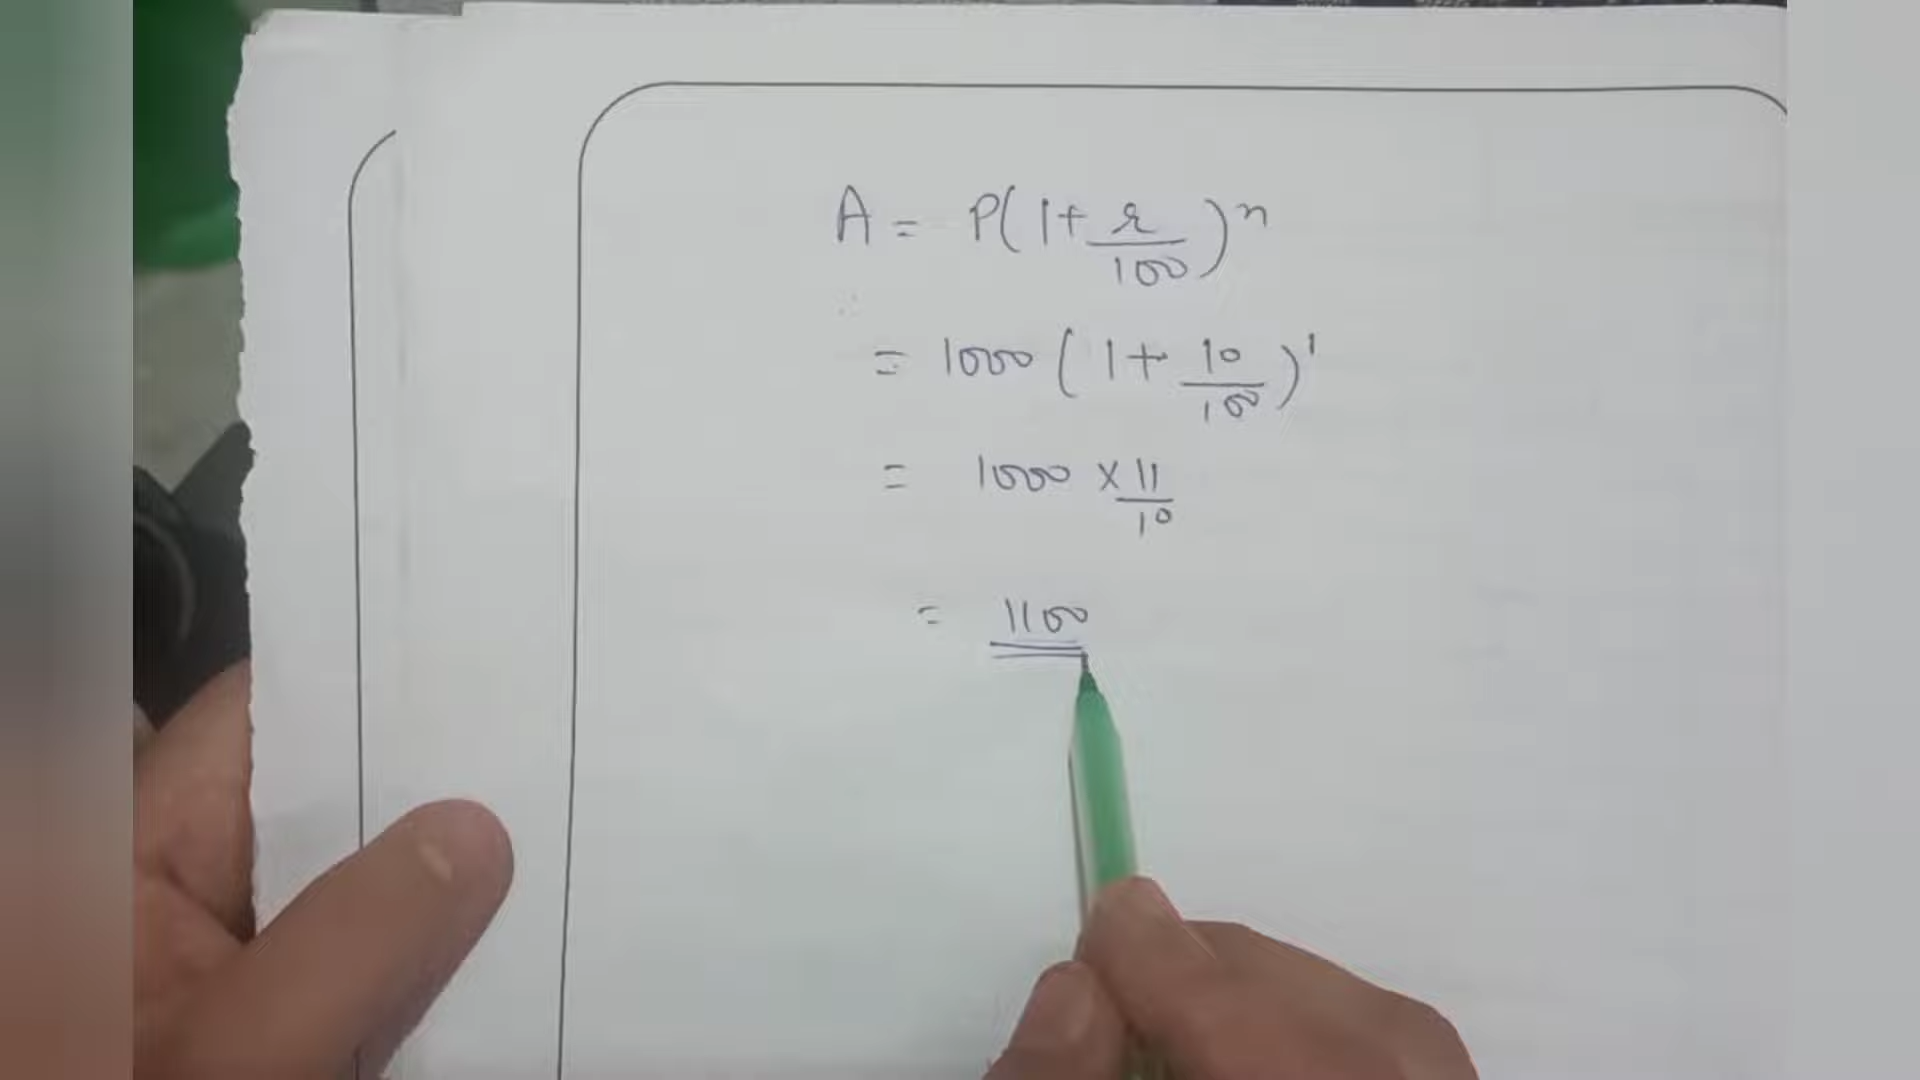 A = P(1+r/100)^n
= 1000 (1+10/100)^1
= 1000 x 11/10
= 1100